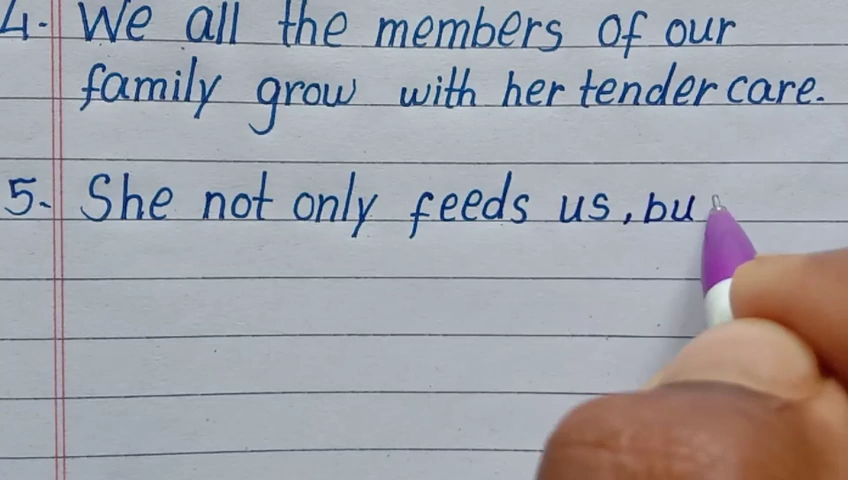 4. We all the members of our
family grow with her tender care.
5. She not only feeds us, bu